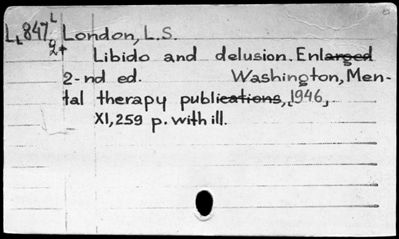 L 847 L London, L.S.
2+ Libido and delusion. Enlarged
2-nd ed. Washington, Men-
tal therapy publications, 1946,
XI, 259 p. with ill.